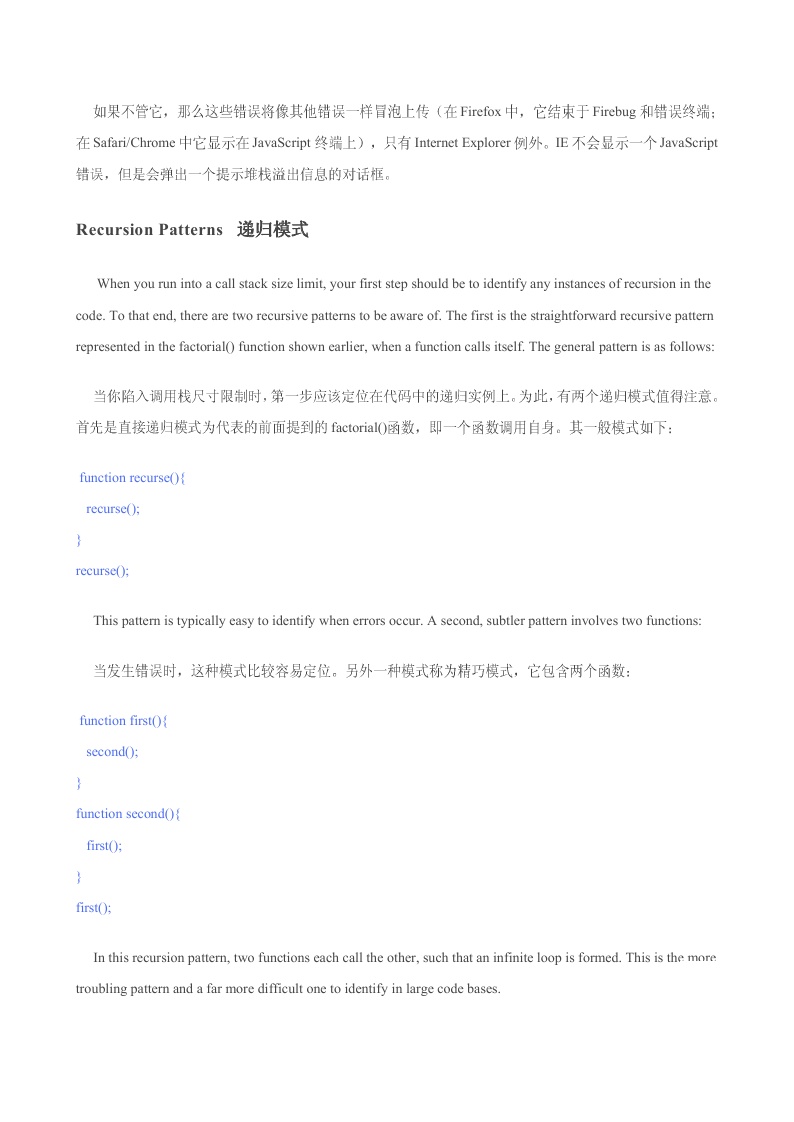 如果不管它，那么这些错误将像其他错误一样冒泡上传（在 Firefox 中，它结束于 Firebug 和错误终端；
在 Safari/Chrome 中它显示在 JavaScript 终端上），只有 Internet Explorer 例外。IE 不会显示一个 JavaScript
错误，但是会弹出一个提示堆栈溢出信息的对话框。
Recursion Patterns 递归模式
When you run into a call stack size limit, your first step should be to identify any instances of recursion in the
code. To that end, there are two recursive patterns to be aware of. The first is the straightforward recursive pattern
represented in the factorial() function shown earlier, when a function calls itself. The general pattern is as follows:
当你陷入调用栈尺寸限制时，第一步应该定位在代码中的递归实例上。为此，有两个递归模式值得注意。
首先是直接递归模式为代表的前面提到的 factorial()函数，即一个函数调用自身。其一般模式如下：
function recurse(){
recurse();
}
recurse();
This pattern is typically easy to identify when errors occur. A second, subtler pattern involves two functions:
当发生错误时，这种模式比较容易定位。另外一种模式称为精巧模式，它包含两个函数：
function first(){
second();
}
function second(){
first();
}
first();
In this recursion pattern, two functions each call the other, such that an infinite loop is formed. This is the more
troubling pattern and a far more difficult one to identify in large code bases.